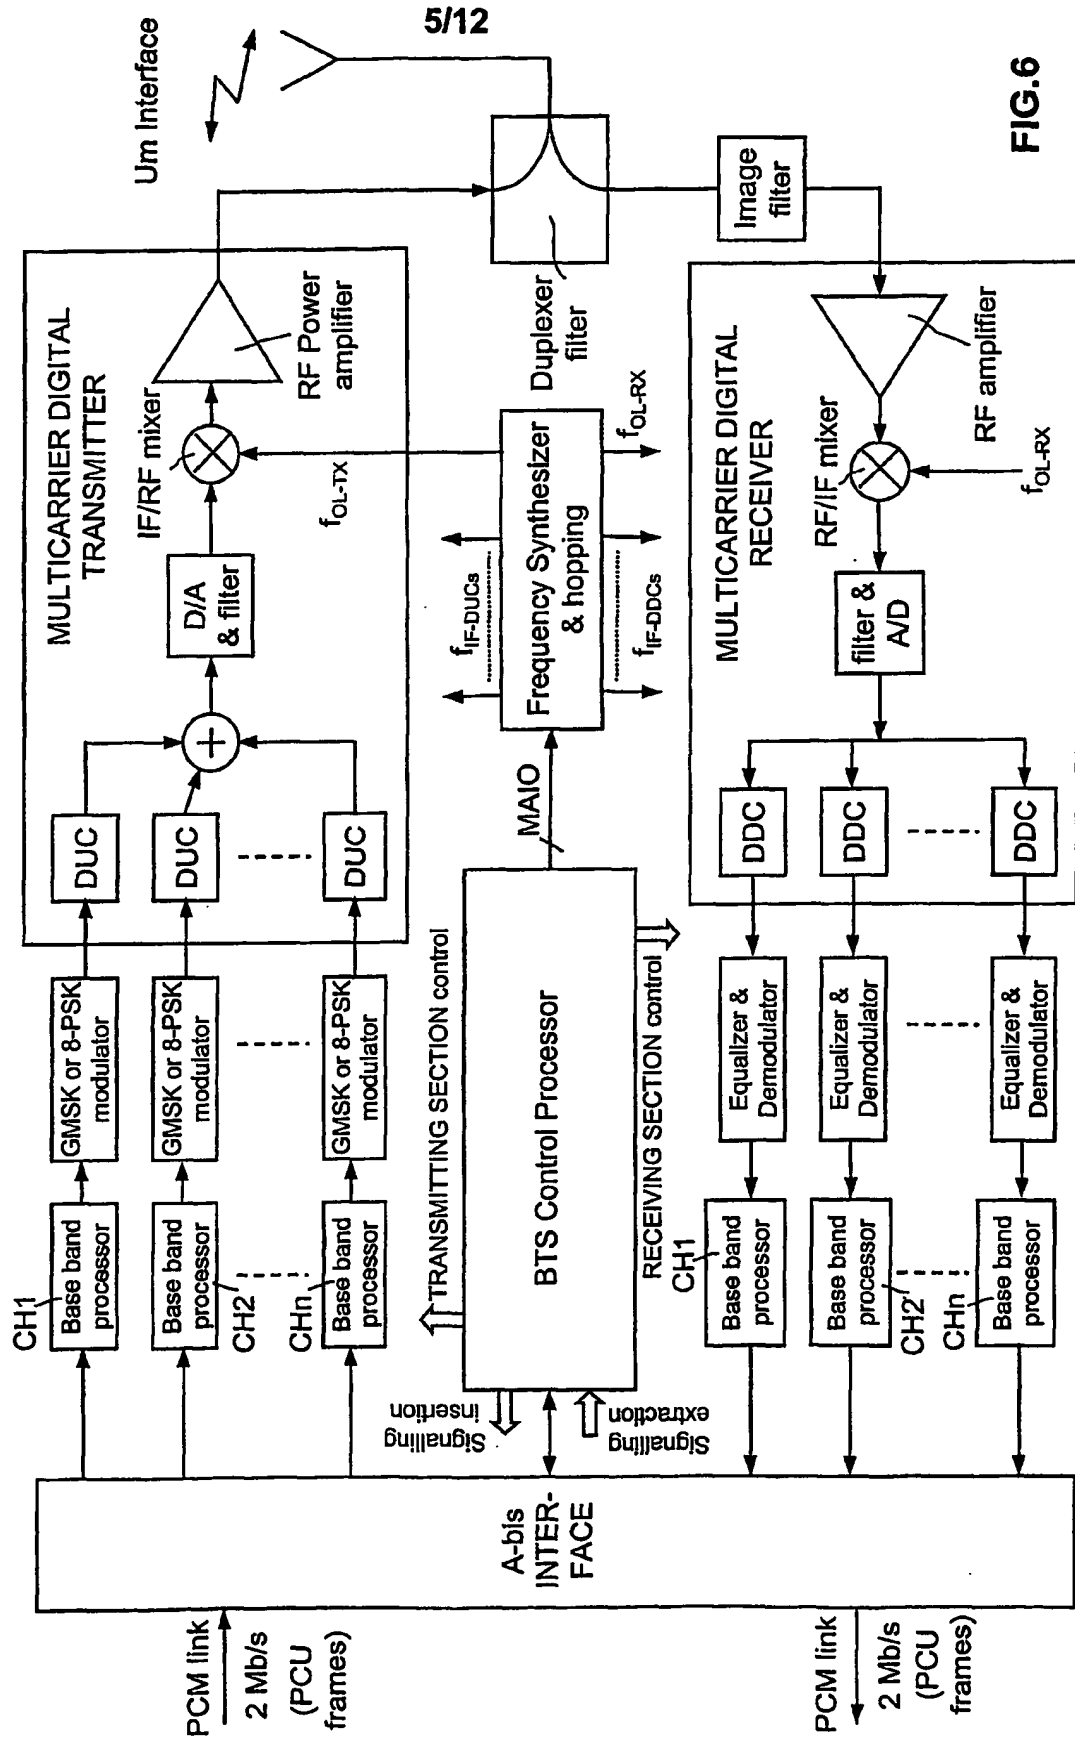 5/12
Um Interface
FIG.6
MULTICARRIER DIGITAL
TRANSMITTER
DUC
DUC
DUC
+
D/A
& filter
IF/RF mixer
RF Power
amplifier
fOL-TX
Duplexer
filter
Image
filter
GMSK or 8-PSK
modulator
GMSK or 8-PSK
modulator
GMSK or 8-PSK
modulator
CH1
Base band
processor
Base band
processor
CH2
CHn
Base band
processor
TRANSMITTING SECTION control
BTS Control Processor
RECEIVING SECTION control
MAIO
Frequency Synthesizer
& hopping
fIF-DUCs
fIF-DDCs
fOL-RX
Signalling
insertion
Signalling
extraction
A-bis
INTER-
FACE
PCM link
2 Mb/s
(PCU
frames)
PCM link
2 Mb/s
(PCU
frames)
MULTICARRIER DIGITAL
RECEIVER
RF amplifier
RF/IF mixer
fOL-RX
filter &
A/D
DDC
DDC
DDC
Equalizer &
Demodulator
Equalizer &
Demodulator
Equalizer &
Demodulator
CH1
Base band
processor
Base band
processor
CH2
CHn
Base band
processor